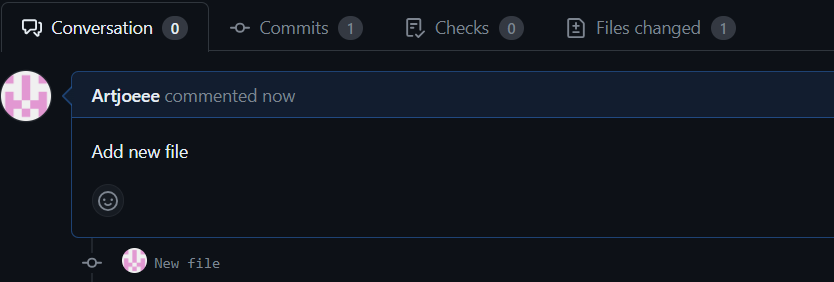 Conversation 0 Commits 1 Checks 0 Files changed 1
Artjoeee commented now
Add new file
New file